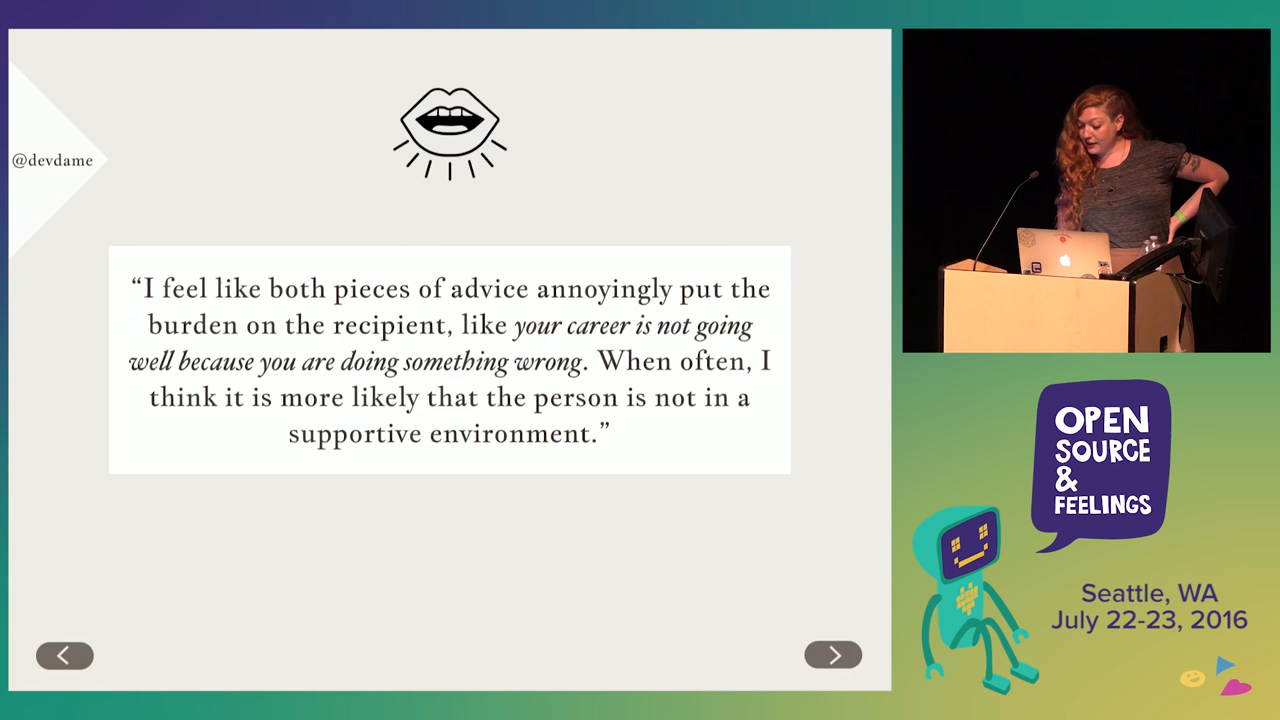 @devdame
“I feel like both pieces of advice annoyingly put the
burden on the recipient, like your career is not going
well because you are doing something wrong. When often, I
think it is more likely that the person is not in a
supportive environment.”
OPEN
SOURCE
&
FEELINGS
Seattle, WA
July 22-23, 2016